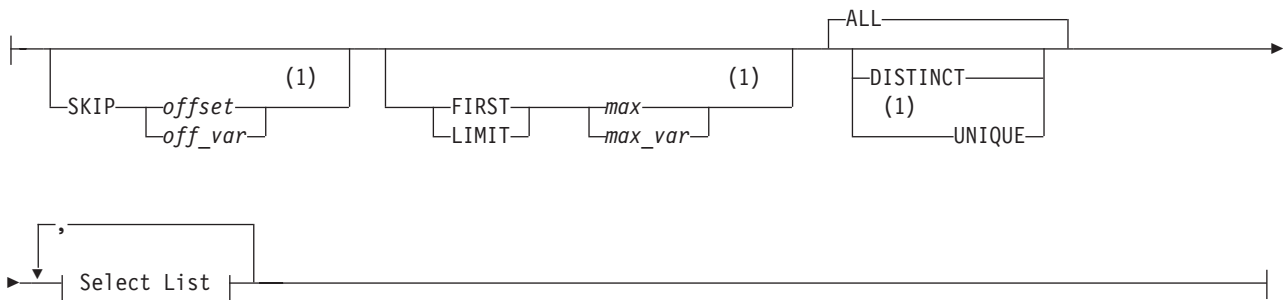 ALL
(1) (1) DISTINCT
SKIP offset FIRST max (1)
off_var LIMIT max_var UNIQUE
,
Select List